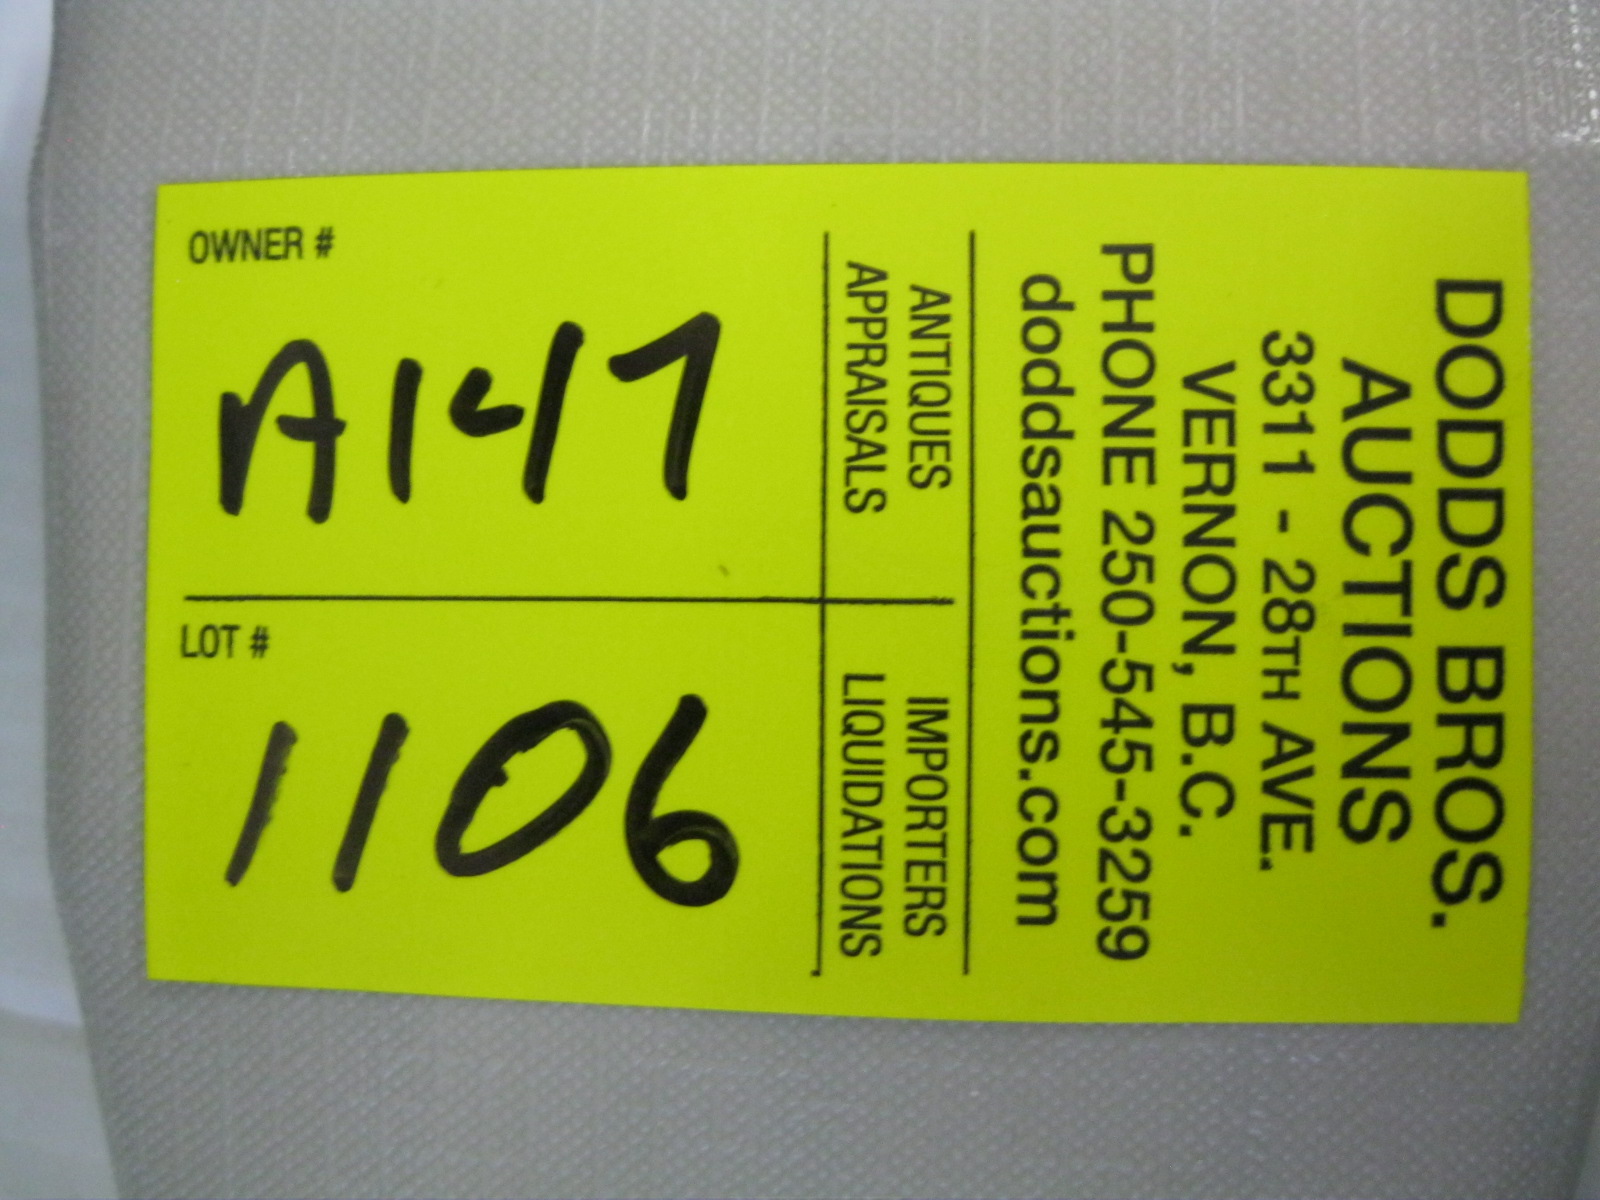 DODDS BROS.
AUCTIONS
3311 - 28TH AVE.
VERNON, B.C.
PHONE 250-545-3259
doddsauctions.com
ANTIQUES
APPRAISALS
IMPORTERS
LIQUIDATIONS
OWNER #
A147
LOT #
1106